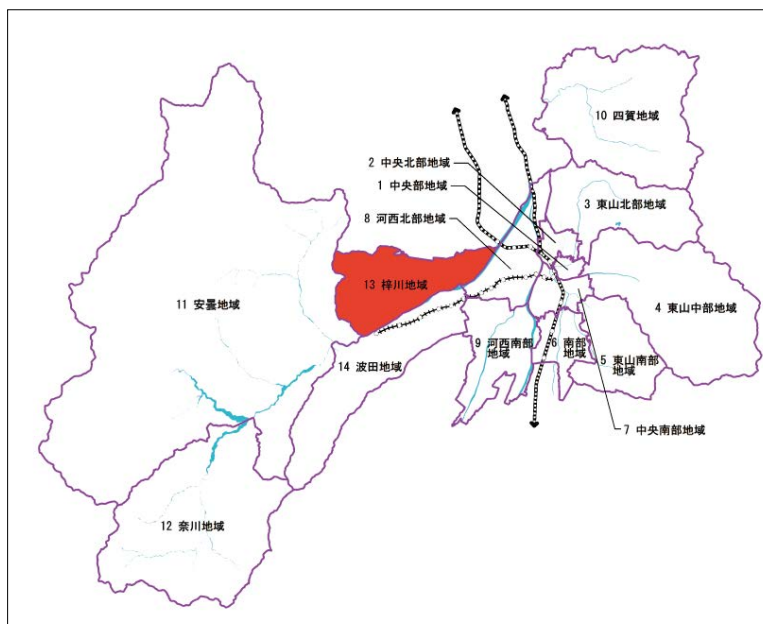 10 四賀地域
2 中央北部地域
1 中央部地域
8 河西北部地域
3 東山北部地域
13 梓川地域
11 安曇地域
4 東山中部地域
14 波田地域
9 河西南部
地域
6 南部
地域
5 東山南部
地域
7 中央南部地域
12 奈川地域